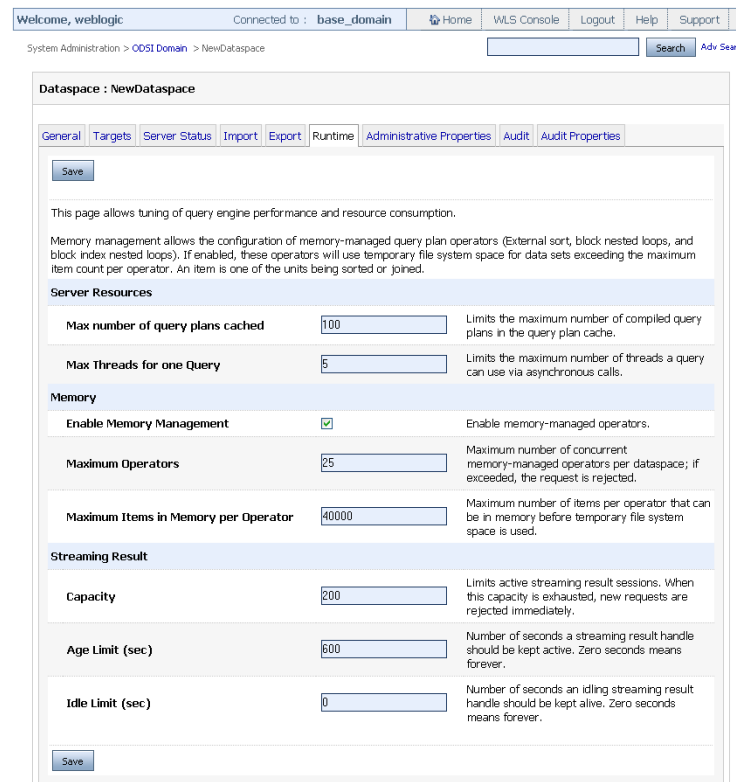 Welcome, weblogic Connected to : base_domain Home WLS Console Logout Help Support
System Administration > ODSI Domain > NewDataspace Search Adv Sear
Dataspace : NewDataspace
General Targets Server Status Import Export Runtime Administrative Properties Audit Audit Properties
Save
This page allows tuning of query engine performance and resource consumption.
Memory management allows the configuration of memory-managed query plan operators (External sort, block nested loops, and
block index nested loops). If enabled, these operators will use temporary file system space for data sets exceeding the maximum
item count per operator. An item is one of the units being sorted or joined.
Server Resources
Max number of query plans cached 100 Limits the maximum number of compiled query
plans in the query plan cache.
Max Threads for one Query 5 Limits the maximum number of threads a query
can use via asynchronous calls.
Memory
Enable Memory Management Enable memory-managed operators.
Maximum Operators 25 Maximum number of concurrent
memory-managed operators per dataspace; if
exceeded, the request is rejected.
Maximum Items in Memory per Operator 40000 Maximum number of items per operator that can
be in memory before temporary file system
space is used.
Streaming Result
Capacity 200 Limits active streaming result sessions. When
this capacity is exhausted, new requests are
rejected immediately.
Age Limit (sec) 600 Number of seconds a streaming result handle
should be kept active. Zero seconds means
forever.
Idle Limit (sec) 0 Number of seconds an idling streaming result
handle should be kept alive. Zero seconds
means forever.
Save